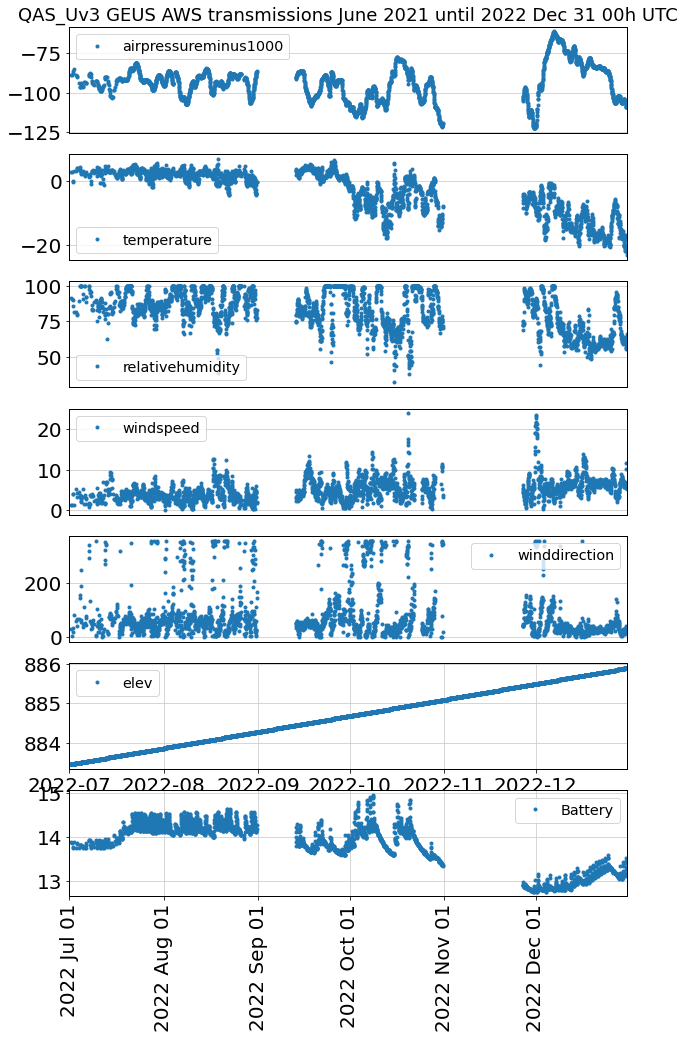 QAS_Uv3 GEUS AWS transmissions June 2021 until 2022 Dec 31 00h UTC
airpressureminus1000
−75
−100
−125
0
−20
temperature
100
75
50
relativehumidity
windspeed
20
10
0
winddirection
200
0
886
885
884
elev
2022-07 2022-08 2022-09 2022-10 2022-11 2022-12
15
14
13
Battery
2022 Jul 01
2022 Aug 01
2022 Sep 01
2022 Oct 01
2022 Nov 01
2022 Dec 01